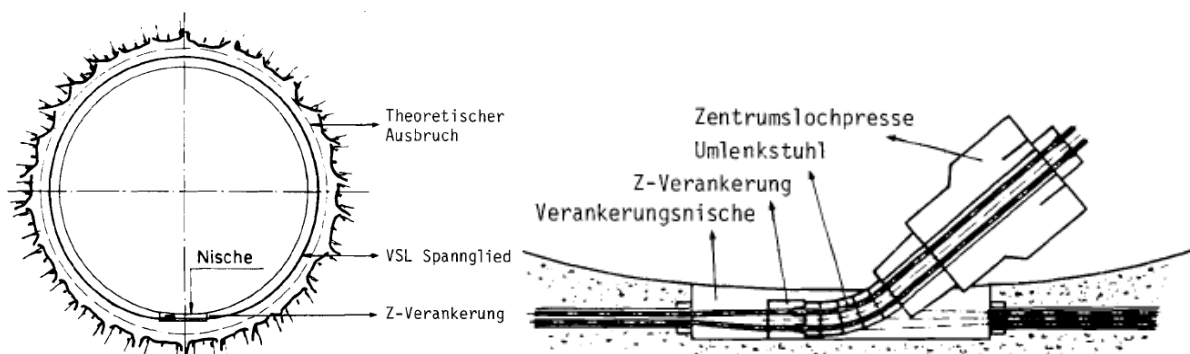 Theoretischer
Ausbruch
Nische
VSL Spannglied
Z-Verankerung
Zentrumslochpresse
Umlenkstuhl
Z-Verankerung
Verankerungsnische